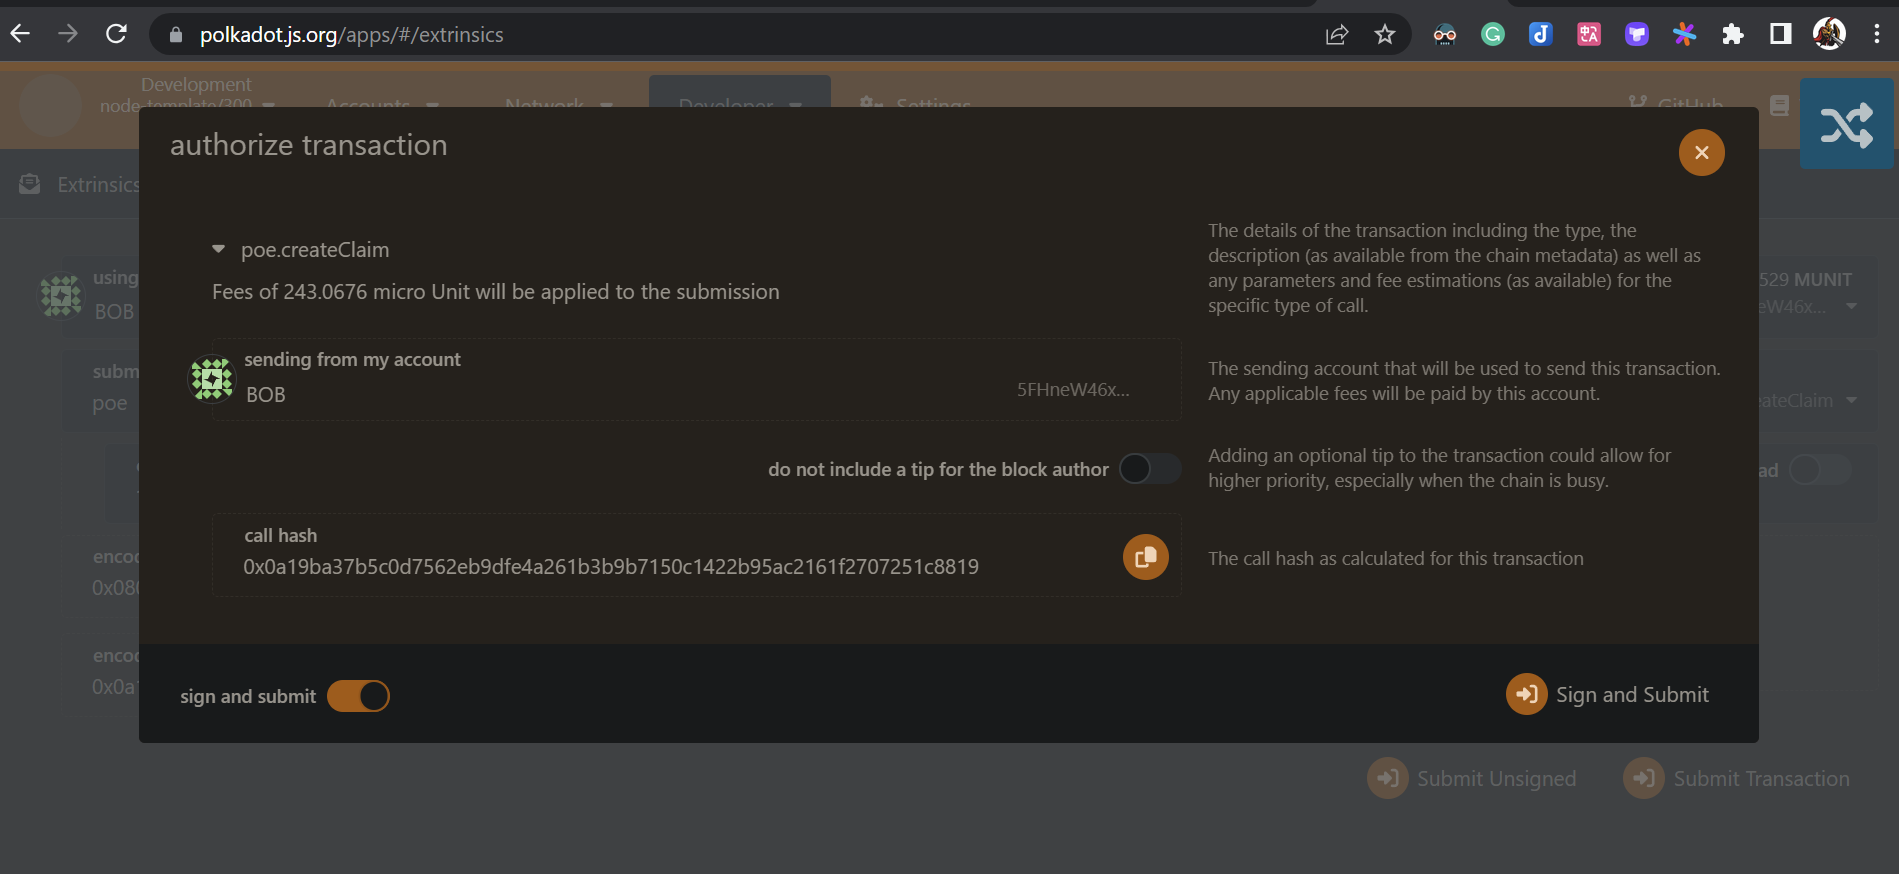 polkadot.js.org/apps/#/extrinsics
Development
node-template/300
Accounts
Network
Developer
Settings
GitHub
authorize transaction
Extrinsics
poe.createClaim
Fees of 243.0676 micro Unit will be applied to the submission
The details of the transaction including the type, the
description (as available from the chain metadata) as well as
any parameters and fee estimations (as available) for the
specific type of call.
using
BOB
529 MUNIT
eW46x...
sending from my account
BOB
5FHneW46x...
The sending account that will be used to send this transaction.
Any applicable fees will be paid by this account.
subm
poe
eateClaim
do not include a tip for the block author
Adding an optional tip to the transaction could allow for
higher priority, especially when the chain is busy.
ad
call hash
0x0a19ba37b5c0d7562eb9dfe4a261b3b9b7150c1422b95ac2161f2707251c8819
The call hash as calculated for this transaction
encod
0x080
encod
0x0a1
sign and submit
Sign and Submit
Submit Unsigned
Submit Transaction